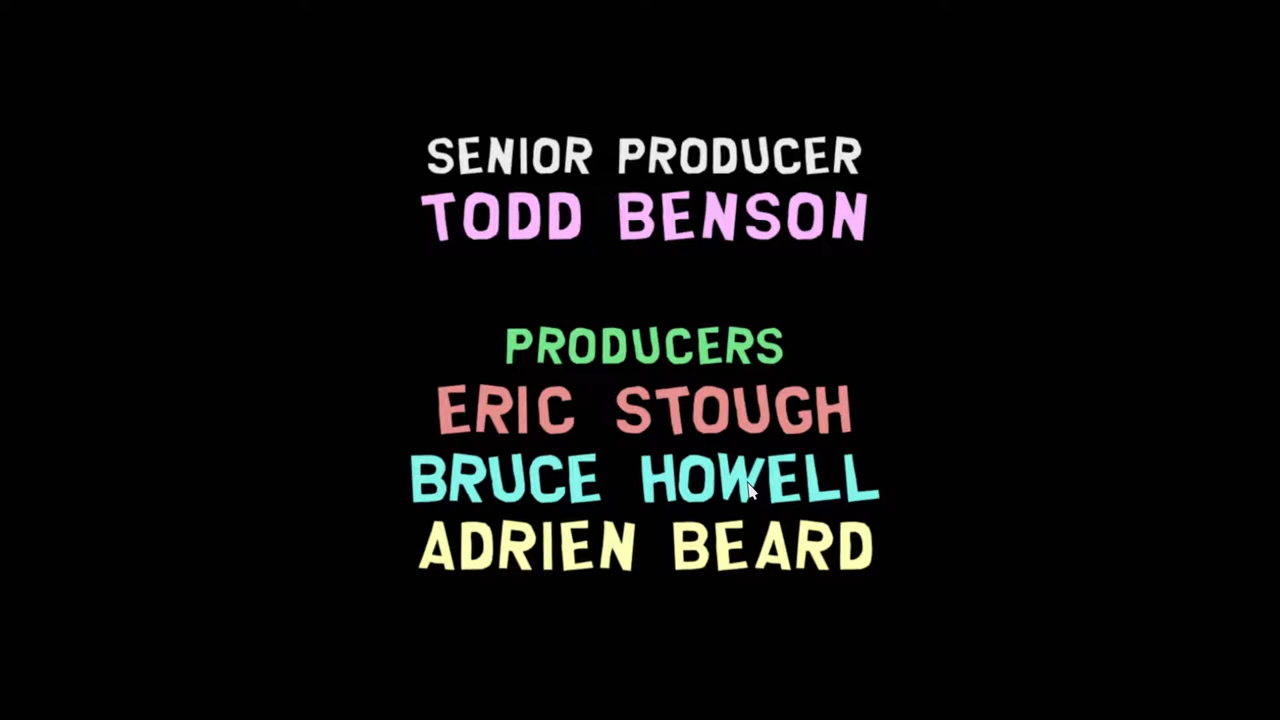 SENIOR PRODUCER
TODD BENSON
PRODUCERS
ERIC STOUGH
BRUCE HOWELL
ADRIEN BEARD